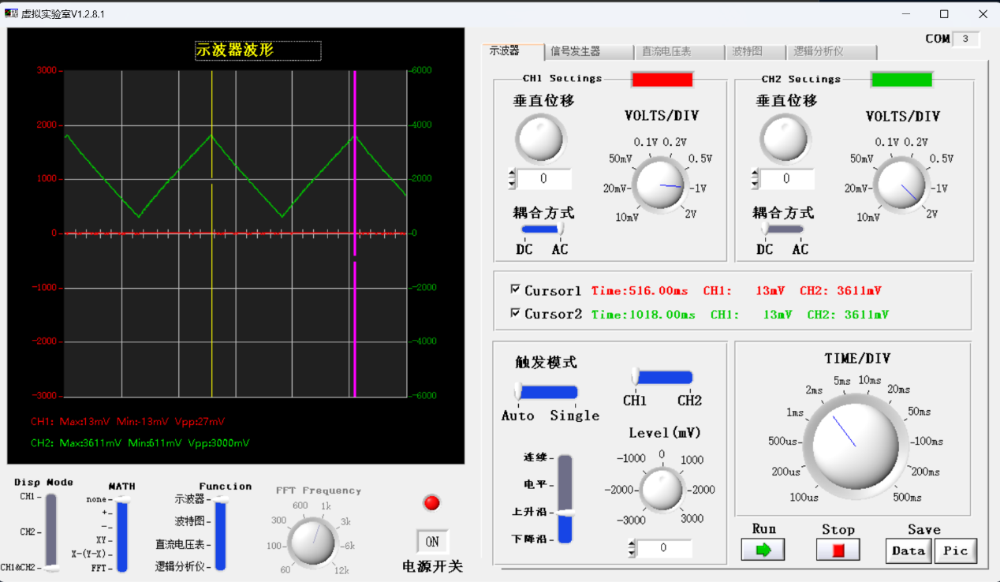 虚拟实验室V1.2.8.1
示波器波形
3000
2000
1000
0
-1000
-2000
-3000
6000
4000
2000
0
-2000
-4000
-6000
CH1: Max:13mV Min:-13mV Vpp:27mV
CH2: Max:3611mV Min:611mV Vpp:3000mV
COM 3
示波器 信号发生器 直流电压表 波特图 逻辑分析仪
CH1 Settings
垂直位移
0
耦合方式
DC AC
VOLTS/DIV
0.1V 0.2V
50mV 0.5V
20mV 1V
10mV 2V
CH2 Settings
垂直位移
0
耦合方式
DC AC
VOLTS/DIV
0.1V 0.2V
50mV 0.5V
20mV 1V
10mV 2V
Cursor1 Time:516.00ms CH1: 13mV CH2: 3611mV
Cursor2 Time:1018.00ms CH1: 13mV CH2: 3611mV
触发模式
Auto Single
CH1 CH2
连续
电平
上升沿
下降沿
Level(mV)
0
-1000 1000
-2000 2000
-3000 3000
0
TIME/DIV
5ms 10ms
2ms 20ms
1ms 50ms
500us 100ms
200us 200ms
100us 500ms
Run Stop Save
Data Pic
Disp Mode
CH1
CH2
CH1&CH2
MATH
none
+
-
XY
X-(Y-X)
FFT
Function
示波器
波特图
直流电压表
逻辑分析仪
FFT Frequency
600 1k
300 3k
100 6k
60 12k
ON
电源开关